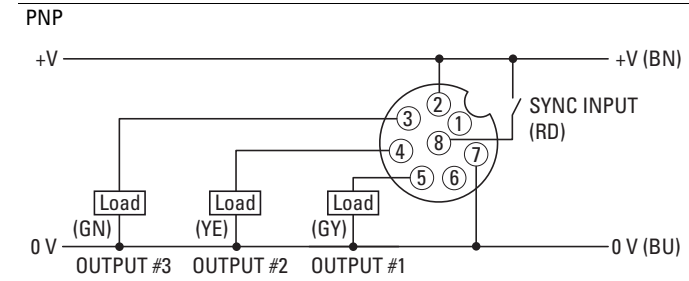 PNP
+V
+V (BN)
2
3
1
SYNC INPUT
(RD)
8
4
7
5
6
Load
Load
Load
(GN)
(YE)
(GY)
0 V
0 V (BU)
OUTPUT #3
OUTPUT #2
OUTPUT #1